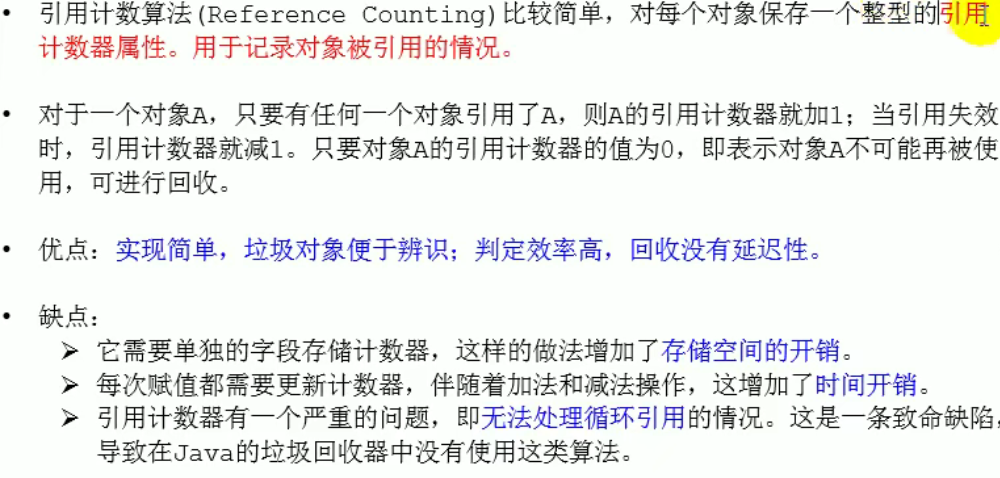 • 引用计数算法(Reference Counting)比较简单，对每个对象保存一个整型的引用
计数器属性。用于记录对象被引用的情况。
• 对于一个对象A，只要有任何一个对象引用了A，则A的引用计数器就加1；当引用失效
时，引用计数器就减1。只要对象A的引用计数器的值为0，即表示对象A不可能再被使
用，可进行回收。
• 优点：实现简单，垃圾对象便于辨识；判定效率高，回收没有延迟性。
• 缺点：
➢ 它需要单独的字段存储计数器，这样的做法增加了存储空间的开销。
➢ 每次赋值都需要更新计数器，伴随着加法和减法操作，这增加了时间开销。
➢ 引用计数器有一个严重的问题，即无法处理循环引用的情况。这是一条致命缺陷，
导致在Java的垃圾回收器中没有使用这类算法。